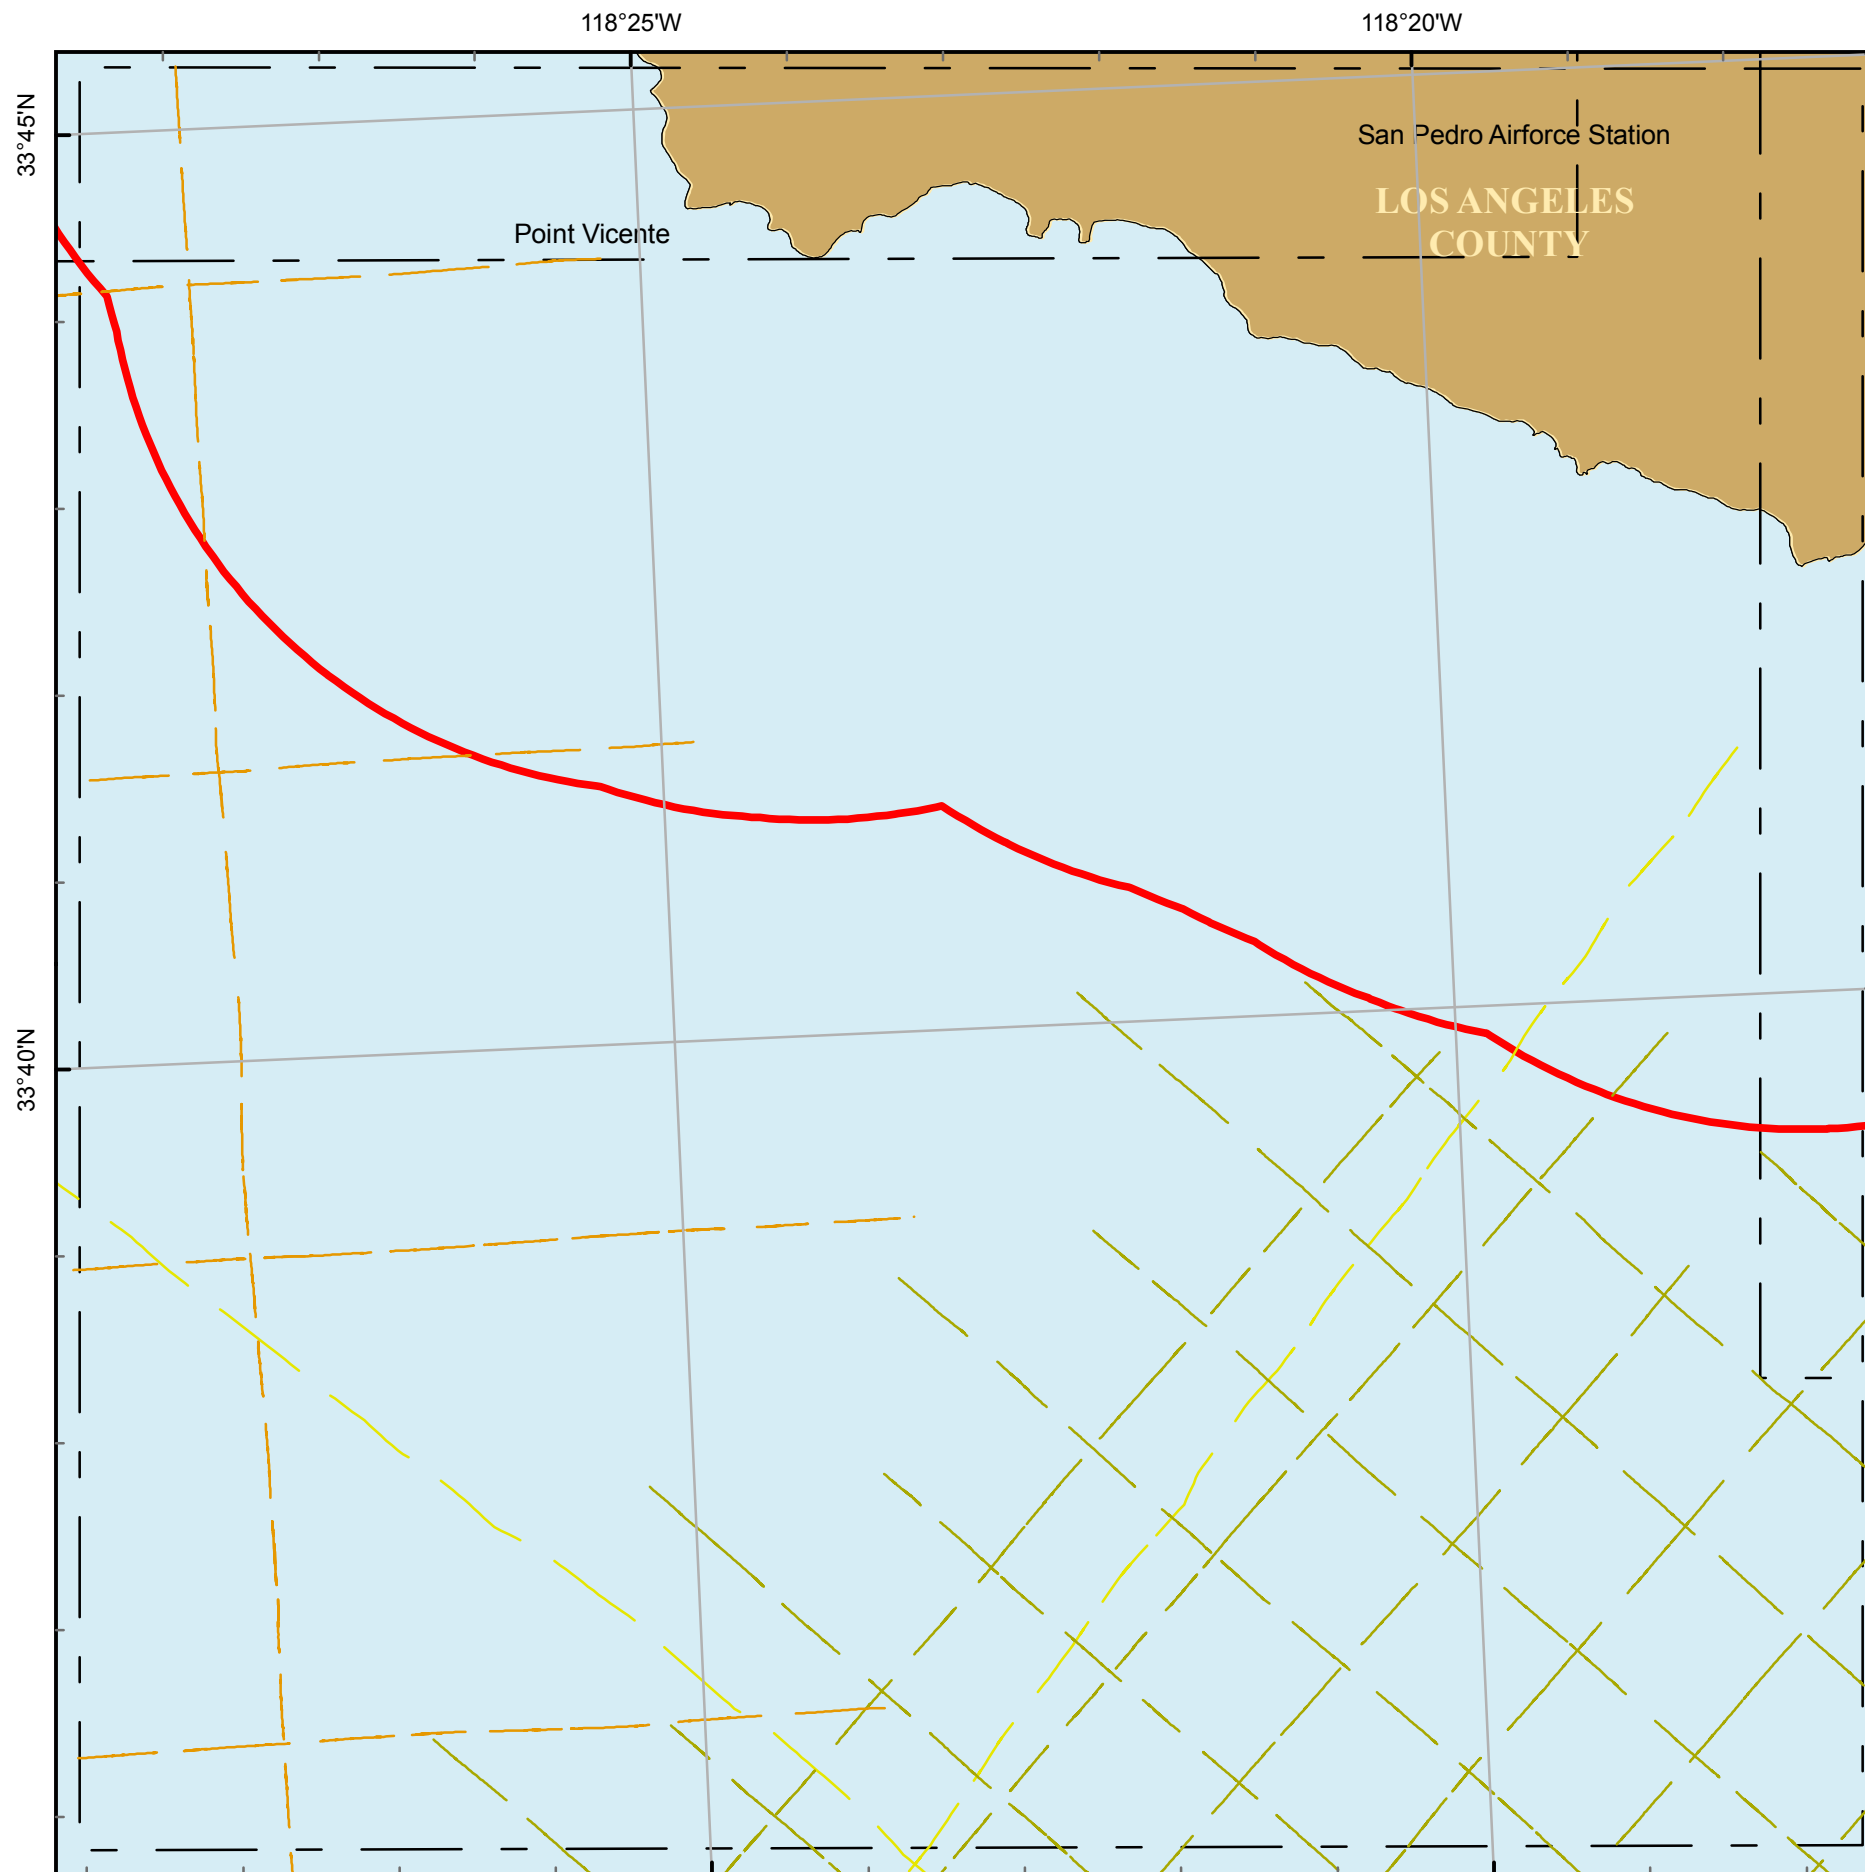 118°25'W
118°20'W
33°45'N
San Pedro Airforce Station
LOS ANGELES
COUNTY
Point Vicente
33°40'N